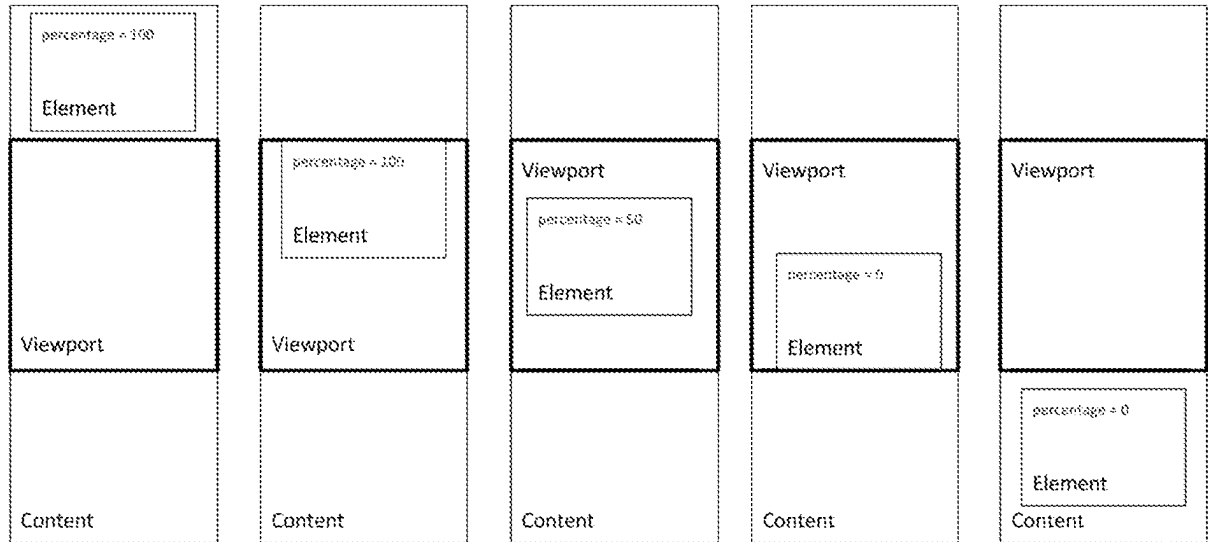 percentage = 100
Element
Viewport
Content
percentage = 100
Element
Viewport
Content
Viewport
percentage = 50
Element
Content
Viewport
percentage = 0
Element
Content
Viewport
percentage = 0
Element
Content